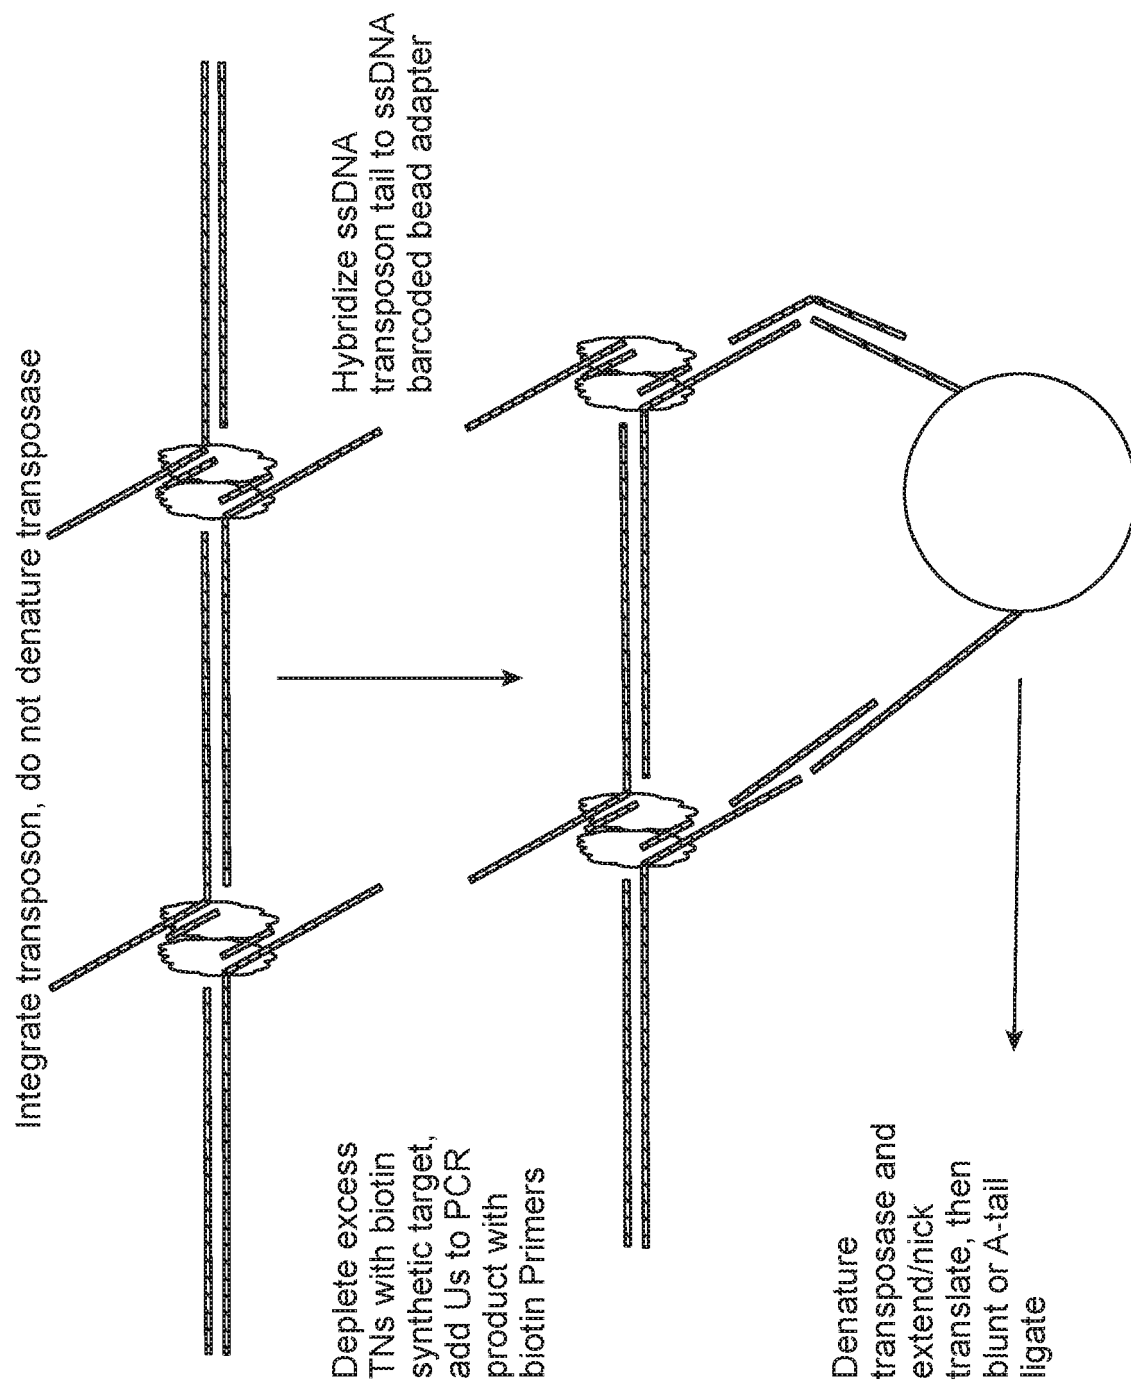 Integrate transposon, do not denature transpose
Deplete excess
TNs with biotin
synthetic target,
add Us to PCR
product with
biotin Primers
Hybridize ssDNA
transposon tail to ssDNA
barcoded bead adapter
Denature
transposase and
extend/nick
translate, then
blunt or A-tail
ligate